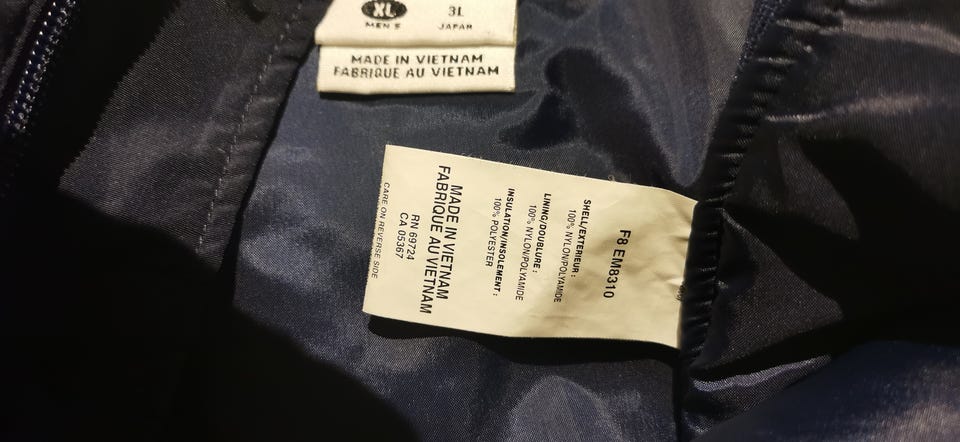 XL
MEN'S
3L
JAPAN
MADE IN VIETNAM
FABRIQUE AU VIETNAM
F8 EM8310
SHELL/EXTERIEUR :
100% NYLON/POLYAMIDE
LINING/DOUBLURE :
100% NYLON/POLYAMIDE
INSULATION/INSOLEMENT :
100% POLYESTER
MADE IN VIETNAM
FABRIQUE AU VIETNAM
RN 69724
CA 05367
CARE ON REVERSE SIDE